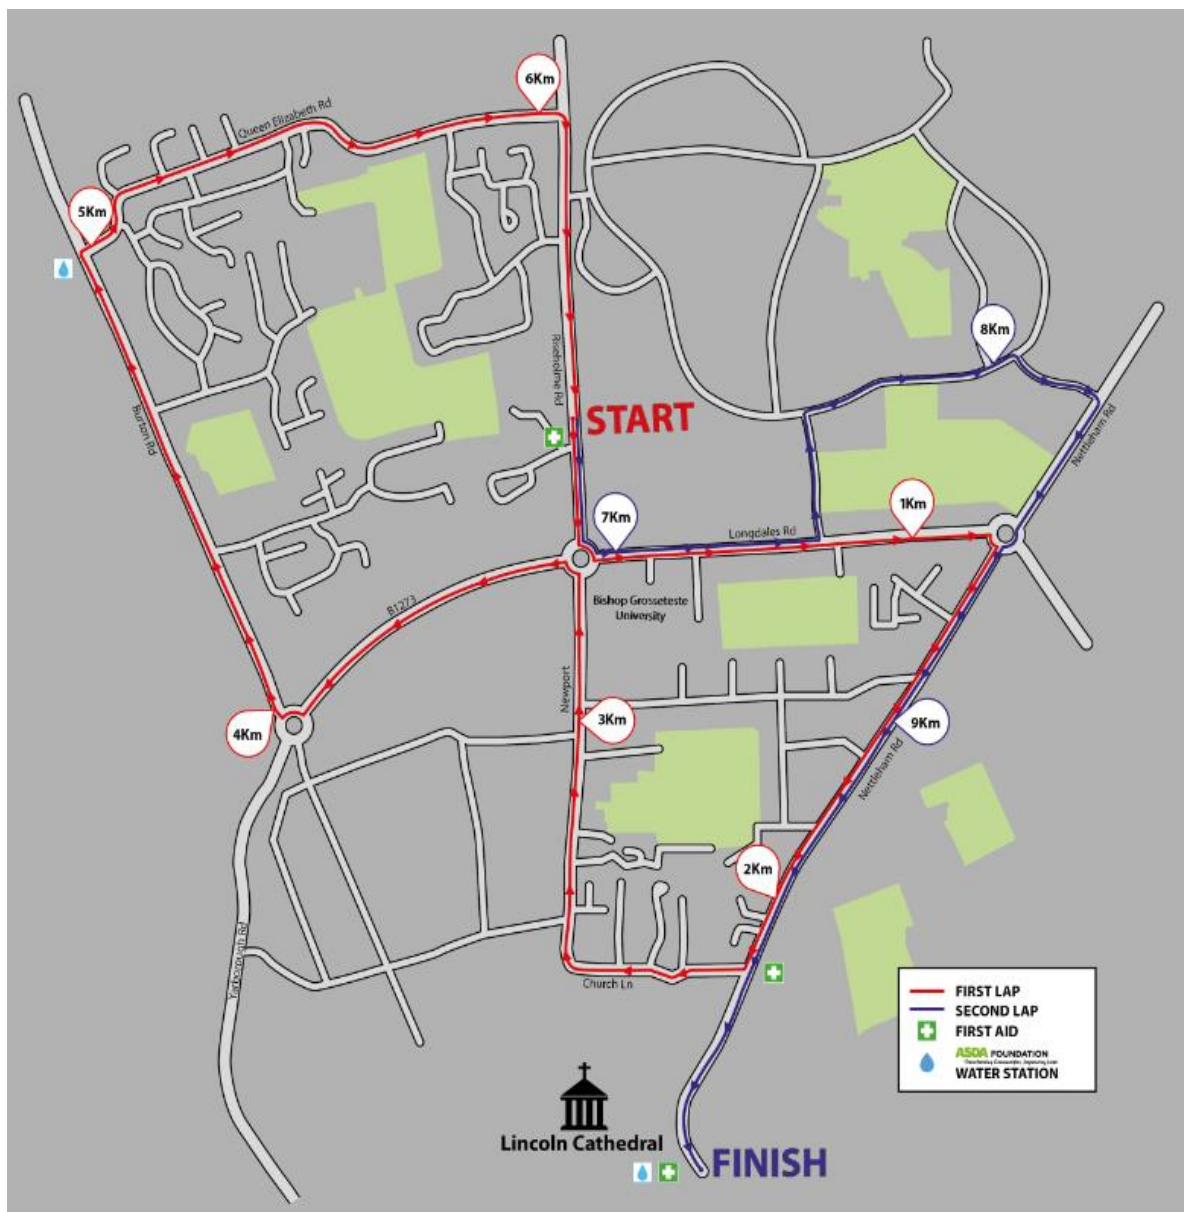 6Km
Queen Elizabeth Rd
5Km
8Km
Riseholme Rd
START
Burton Rd
Nettleham Rd
1Km
7Km
Longdales Rd
B1273
Bishop Grosseteste
University
Newport
3Km
4Km
9Km
Nettleham Rd
2Km
Yarborough Rd
Church Ln
FIRST LAP
SECOND LAP
FIRST AID
ASDA FOUNDATION
WATER STATION
Lincoln Cathedral
FINISH